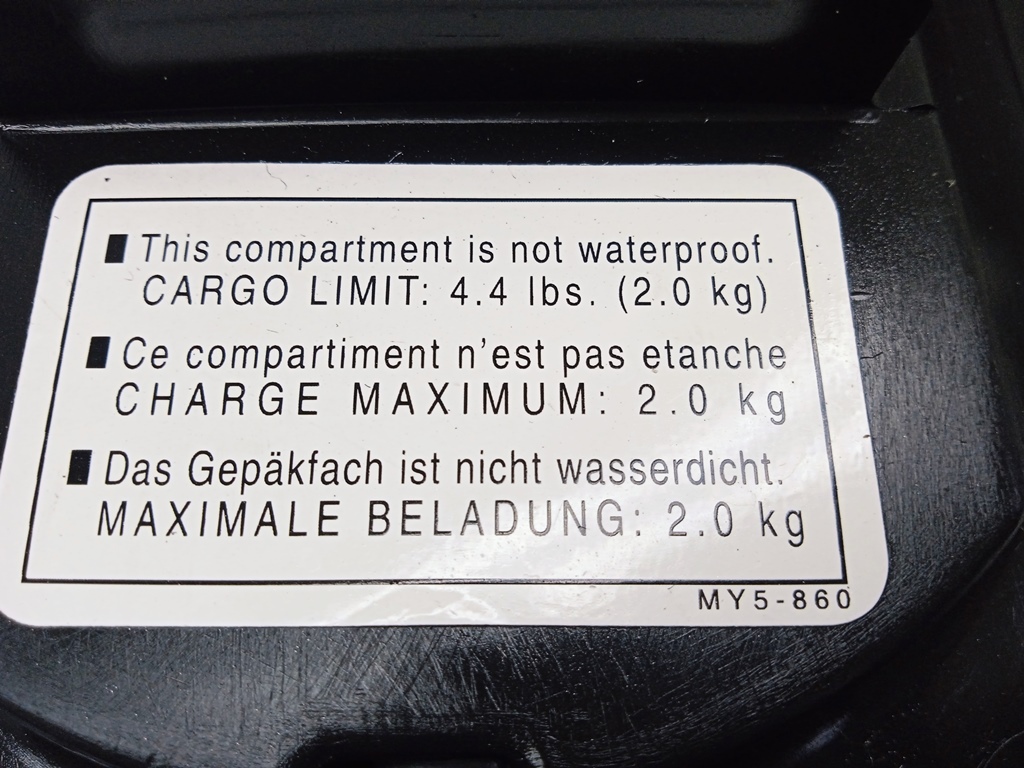 ■ This compartment is not waterproof.
CARGO LIMIT: 4.4 lbs. (2.0 kg)
■ Ce compartiment n'est pas etanche
CHARGE MAXIMUM: 2.0 kg
■ Das Gepäkfach ist nicht wasserdicht.
MAXIMALE BELADUNG: 2.0 kg
MY5-860